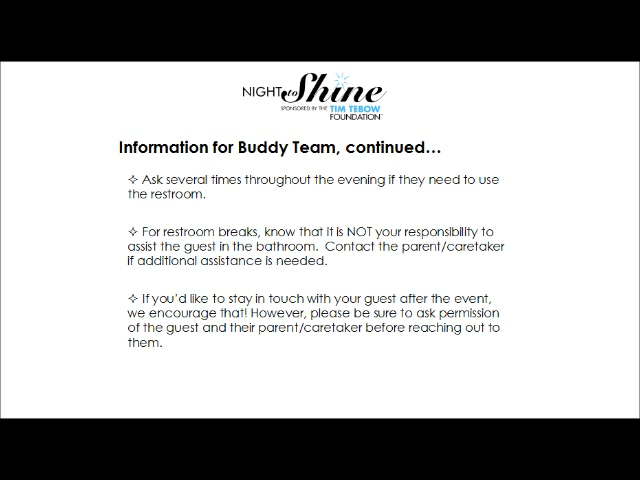 NIGHT to Shine
SPONSORED BY THE TIM TEBOW
FOUNDATION
Information for Buddy Team, continued…
✧ Ask several times throughout the evening if they need to use
the restroom.
✧ For restroom breaks, know that it is NOT your responsibility to
assist the guest in the bathroom. Contact the parent/caretaker
if additional assistance is needed.
✧ If you'd like to stay in touch with your guest after the event,
we encourage that! However, please be sure to ask permission
of the guest and their parent/caretaker before reaching out to
them.